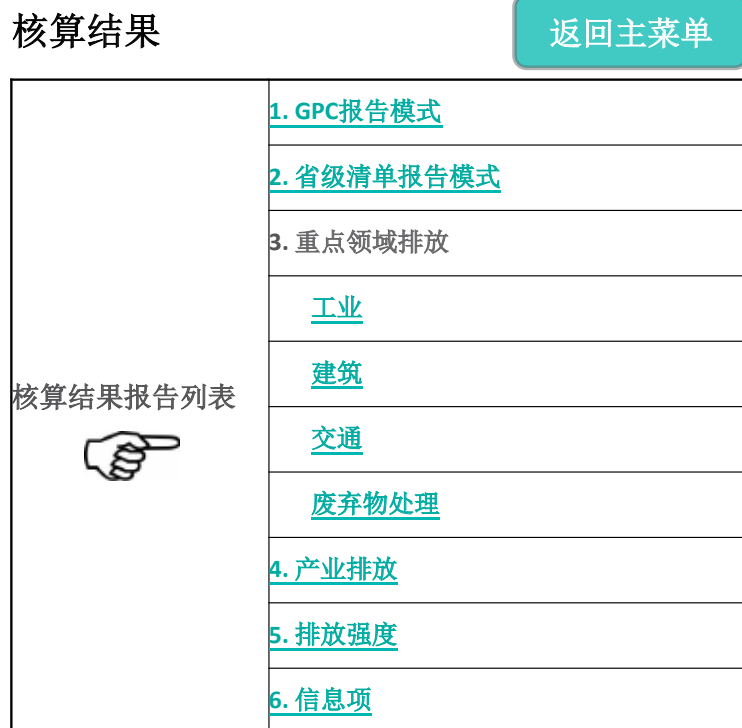 核算结果
返回主菜单
核算结果报告列表
1. GPC报告模式
2. 省级清单报告模式
3. 重点领域排放
工业
建筑
交通
废弃物处理
4. 产业排放
5. 排放强度
6. 信息项